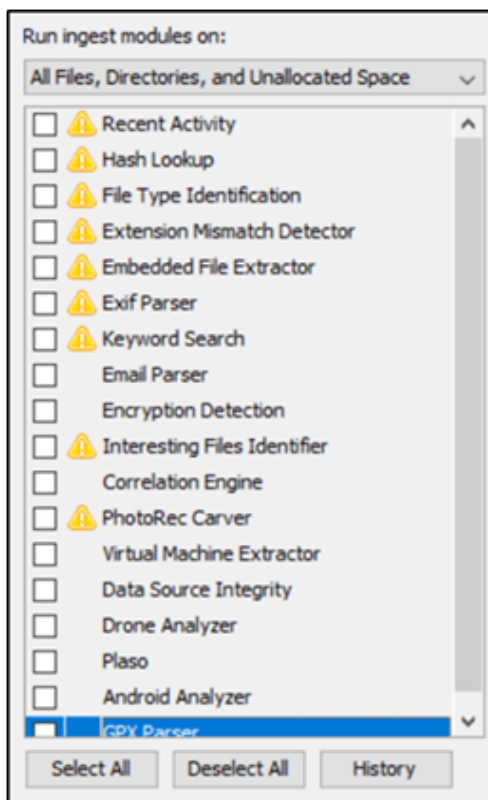 Run ingest modules on:
All Files, Directories, and Unallocated Space
Recent Activity
Hash Lookup
File Type Identification
Extension Mismatch Detector
Embedded File Extractor
Exif Parser
Keyword Search
Email Parser
Encryption Detection
Interesting Files Identifier
Correlation Engine
PhotoRec Carver
Virtual Machine Extractor
Data Source Integrity
Drone Analyzer
Plaso
Android Analyzer
GPX Parser
Select All Deselect All History